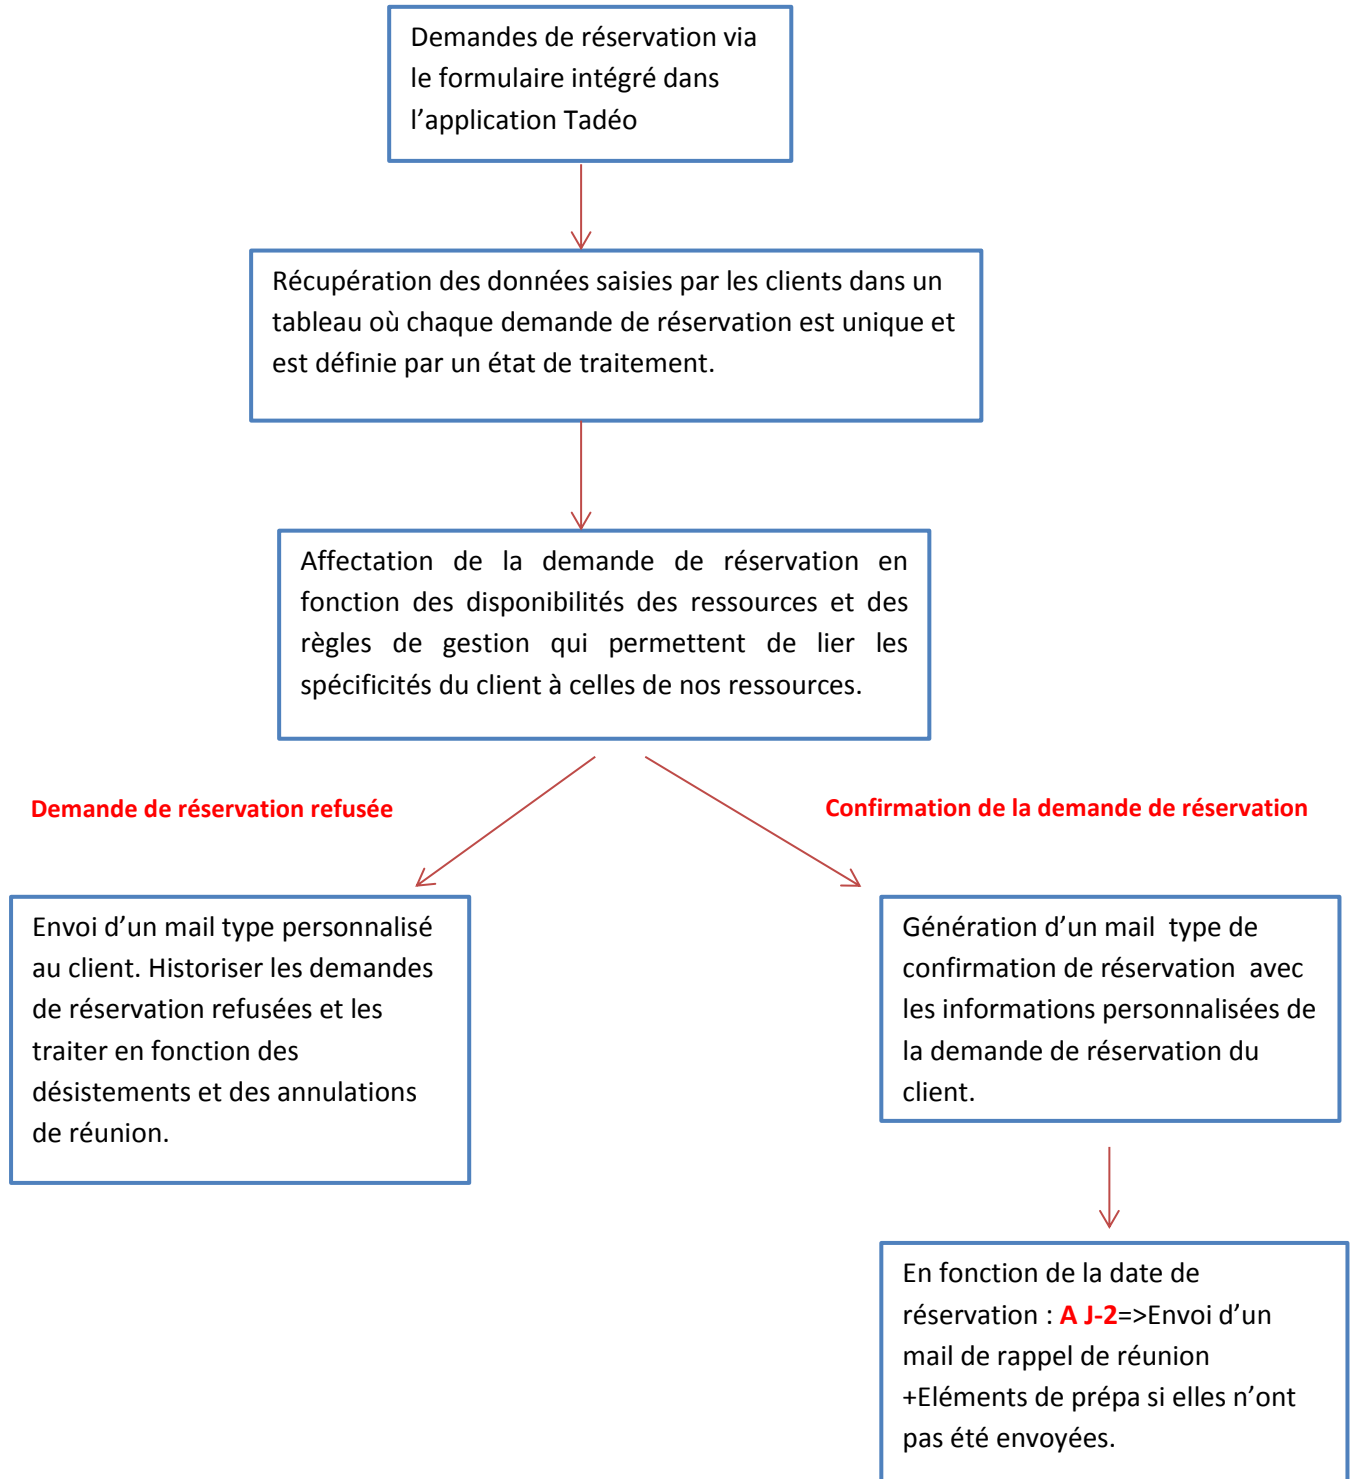 Demandes de réservation via
le formulaire intégré dans
l’application Tadéo
Récupération des données saisies par les clients dans un
tableau où chaque demande de réservation est unique et
est définie par un état de traitement.
Affectation de la demande de réservation en
fonction des disponibilités des ressources et des
règles de gestion qui permettent de lier les
spécificités du client à celles de nos ressources.
Demande de réservation refusée
Confirmation de la demande de réservation
Envoi d’un mail type personnalisé
au client. Historiser les demandes
de réservation refusées et les
traiter en fonction des
désistements et des annulations
de réunion.
Génération d’un mail  type de
confirmation de réservation  avec
les informations personnalisées de
la demande de réservation du
client.
En fonction de la date de
réservation : A J-2=>Envoi d’un
mail de rappel de réunion
+Eléments de prépa si elles n’ont
pas été envoyées.